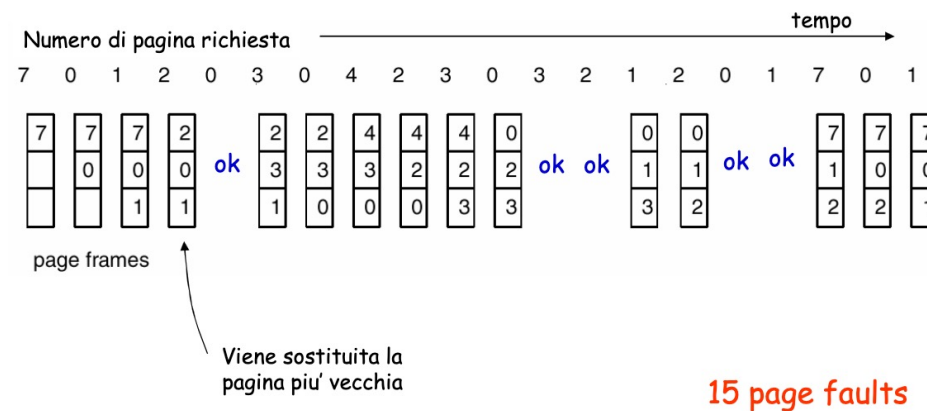 tempo
Numero di pagina richiesta
7 0 1 2 0 3 0 4 2 3 0 3 2 1 2 0 1 7 0 1
7 7 7 2 2 2 4 4 4 0 0 0 7 7 7
0 0 0 ok 3 3 3 2 2 2 ok ok 1 1 ok ok 1 0 0
1 1 1 0 0 0 3 3 3 2 2 2 1
page frames
Viene sostituita la
pagina piu' vecchia
15 page faults